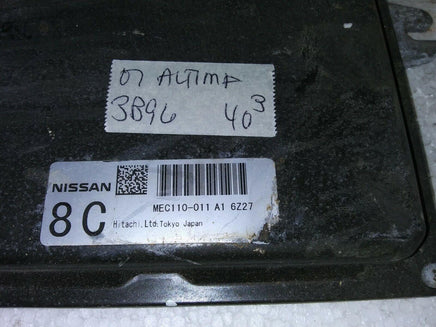 07 ALTIMA
3B96 40³
NISSAN
MEC110-011 A1 6Z27
8C
Hitachi,Ltd.Tokyo Japan